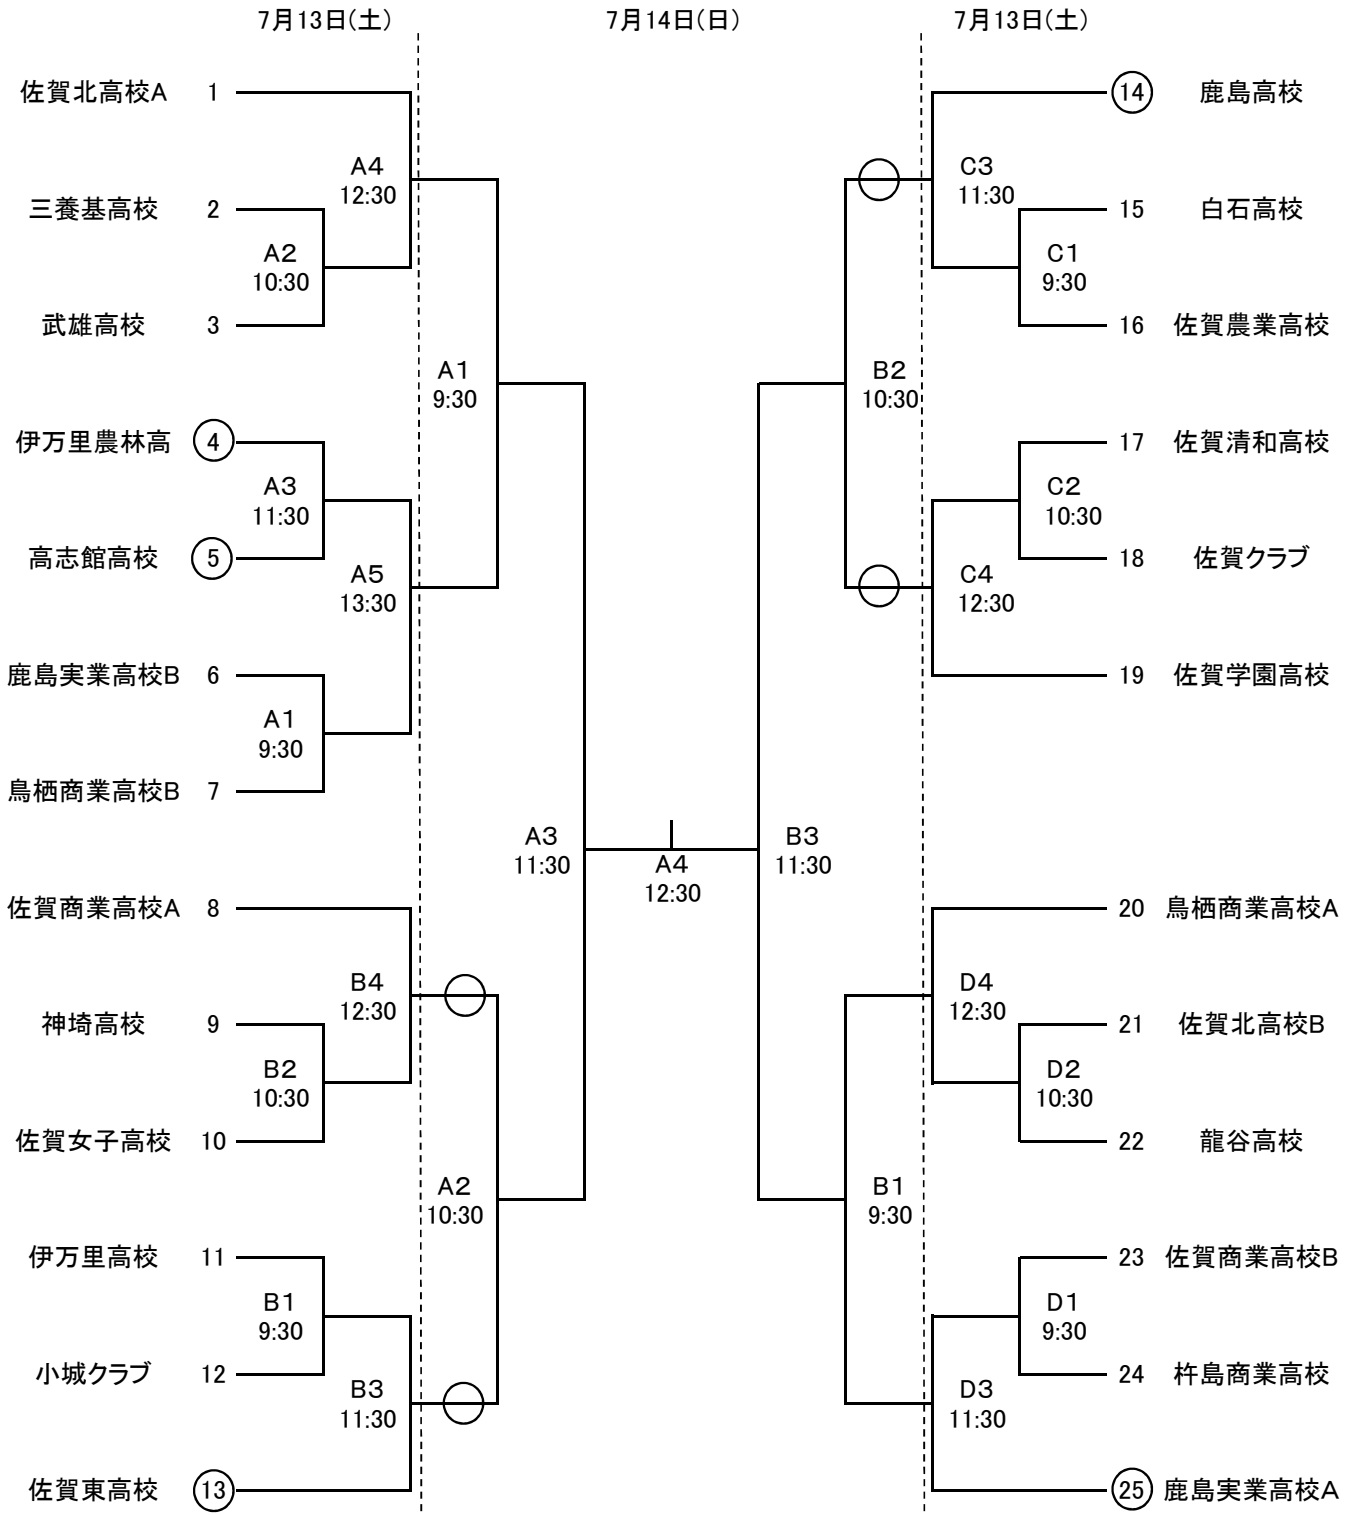 7月13日(土)
7月14日(日)
7月13日(土)
佐賀北高校A 1
三養基高校 2
武雄高校 3
伊万里農林高 4
高志館高校 5
鹿島実業高校B 6
鳥栖商業高校B 7
佐賀商業高校A 8
神埼高校 9
佐賀女子高校 10
伊万里高校 11
小城クラブ 12
佐賀東高校 13
A4
12:30
A2
10:30
A3
11:30
A5
13:30
A1
9:30
B4
12:30
B2
10:30
B1
9:30
B3
11:30
A1
9:30
A2
10:30
A3
11:30
A4
12:30
B3
11:30
B2
10:30
B1
9:30
C3
11:30
C1
9:30
C2
10:30
C4
12:30
D4
12:30
D2
10:30
D1
9:30
D3
11:30
14 鹿島高校
15 白石高校
16 佐賀農業高校
17 佐賀清和高校
18 佐賀クラブ
19 佐賀学園高校
20 鳥栖商業高校A
21 佐賀北高校B
22 龍谷高校
23 佐賀商業高校B
24 杵島商業高校
25 鹿島実業高校A